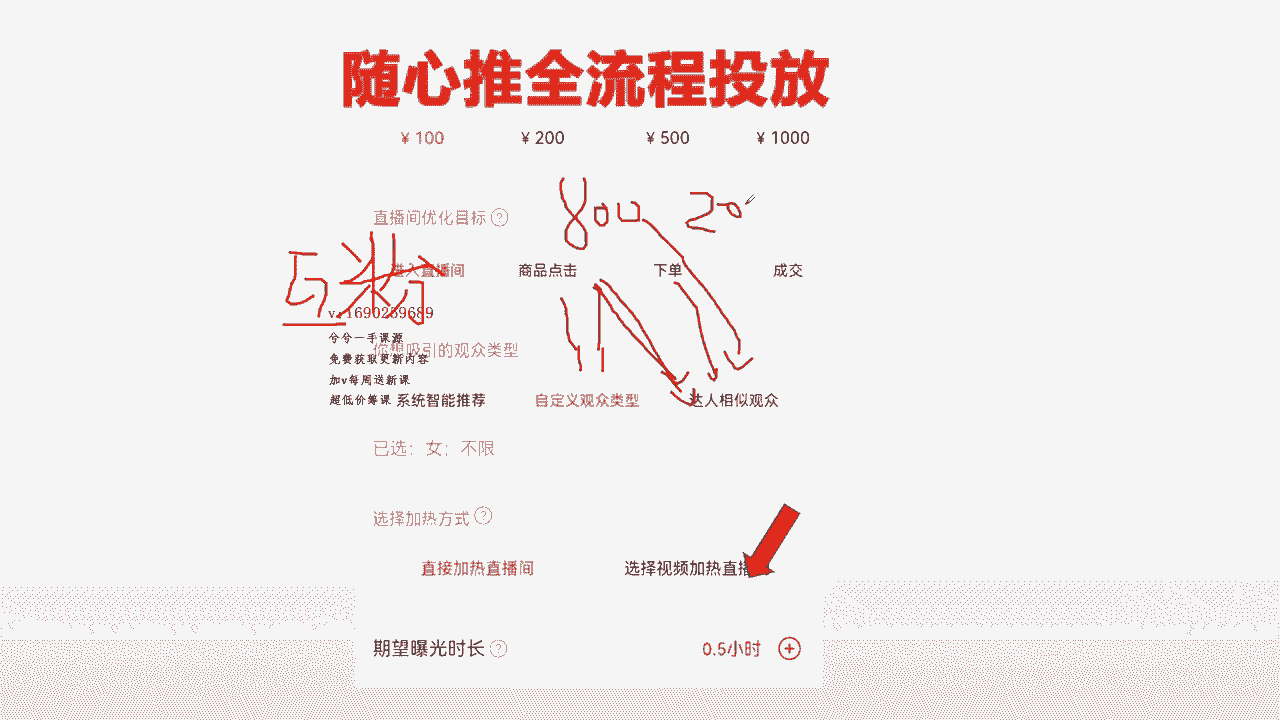 随心推全流程投放
¥ 100 ¥ 200 ¥ 500 ¥ 1000
800 20
直播间优化目标 ?
互粉
进入直播间 商品点击 下单 成交
v:1690259689
兮兮一手课源
你想吸引的观众类型
免费获取更新内容
加v每周送新课
超低价筹课 系统智能推荐 自定义观众类型 达人相似观众
已选：女；不限
选择加热方式 ?
直接加热直播间 选择视频加热直播
期望曝光时长 ? 0.5小时 +